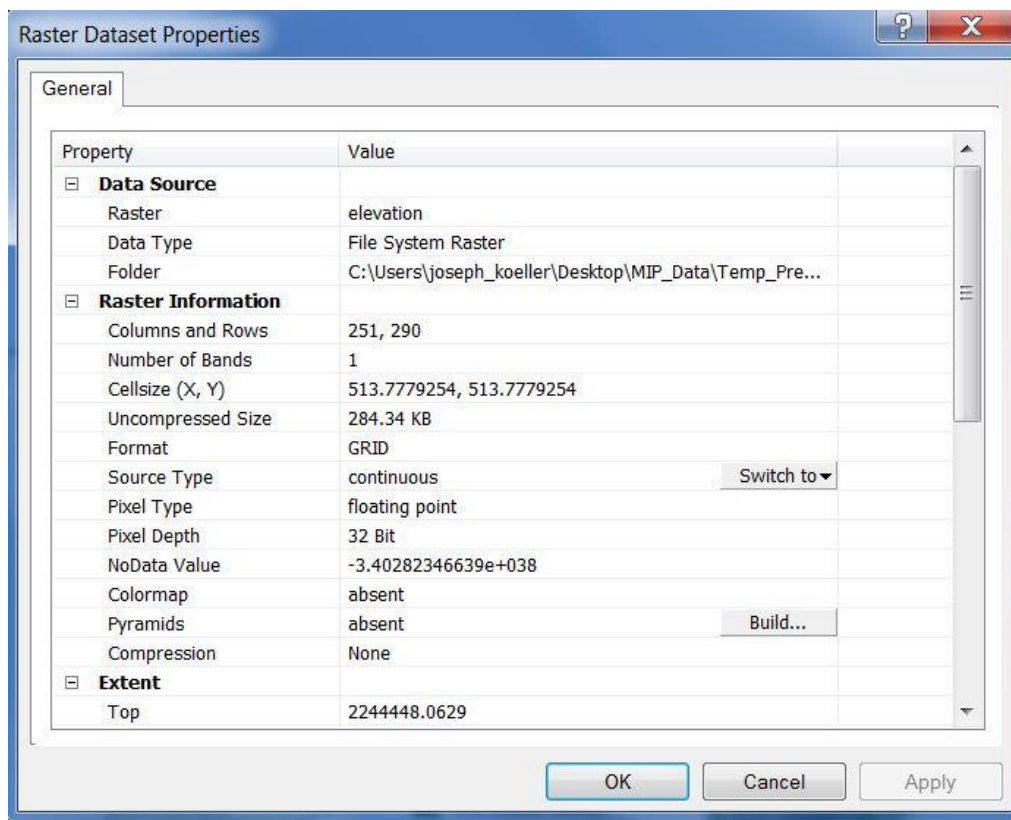 Raster Dataset Properties
General
Property Value
Data Source
Raster elevation
Data Type File System Raster
Folder C:\Users\joseph_koeller\Desktop\MIP_Data\Temp_Pre...
Raster Information
Columns and Rows 251, 290
Number of Bands 1
Cellsize (X, Y) 513.7779254, 513.7779254
Uncompressed Size 284.34 KB
Format GRID
Source Type continuous Switch to
Pixel Type floating point
Pixel Depth 32 Bit
NoData Value -3.40282346639e+038
Colormap absent
Pyramids absent Build...
Compression None
Extent
Top 2244448.0629
OK Cancel Apply